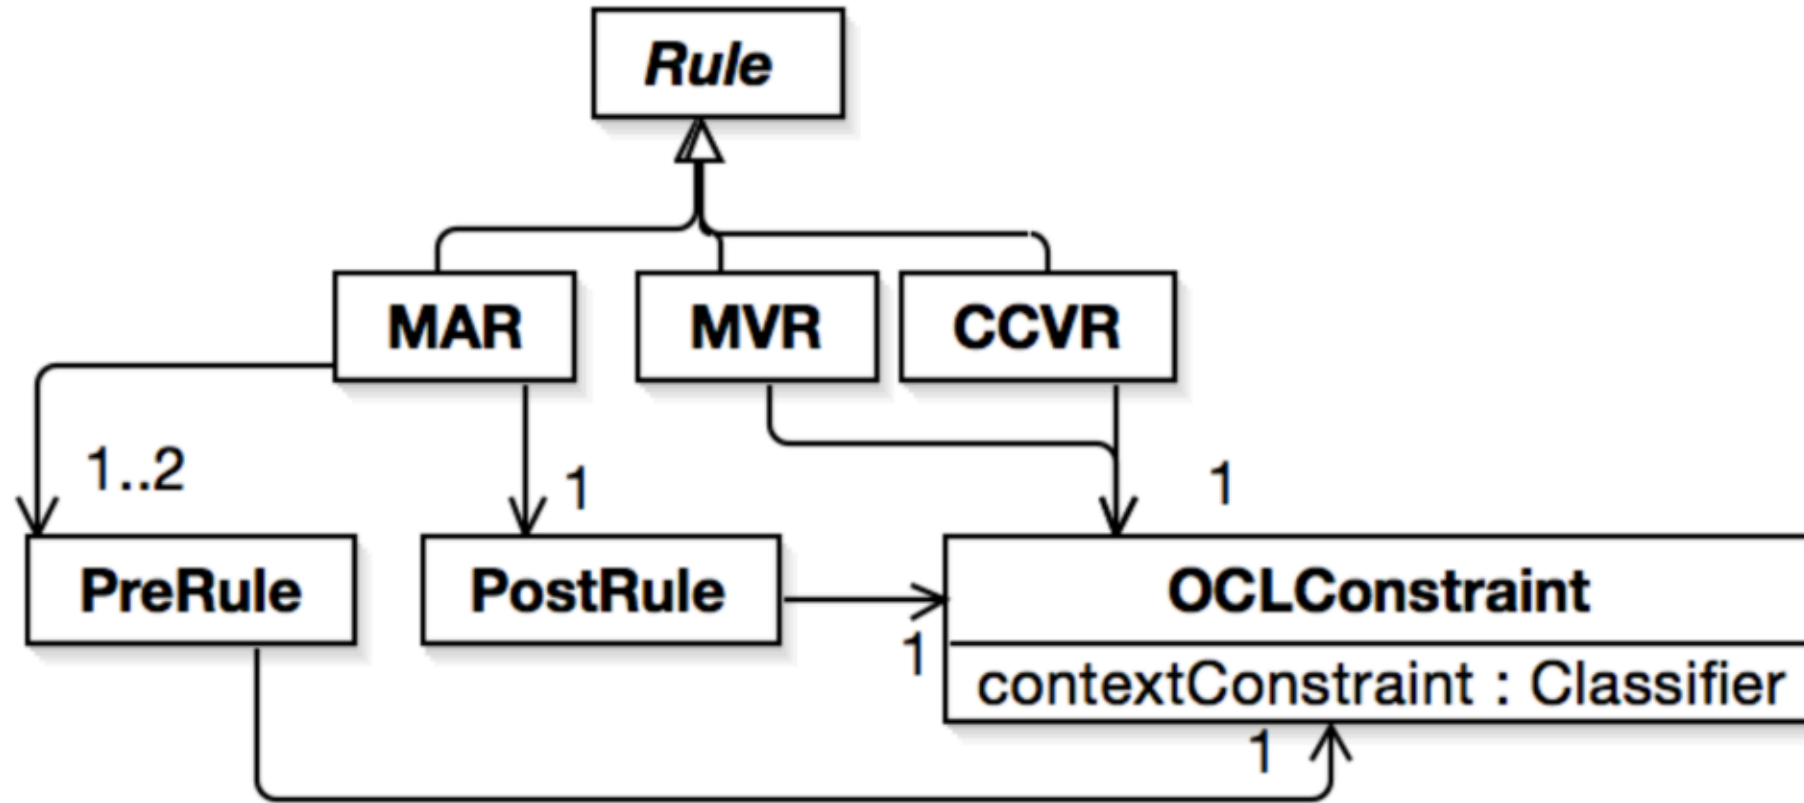 Rule
MAR
MVR
CCVR
1..2
1
1
PreRule
PostRule
OCLConstraint
1
contextConstraint : Classifier
1